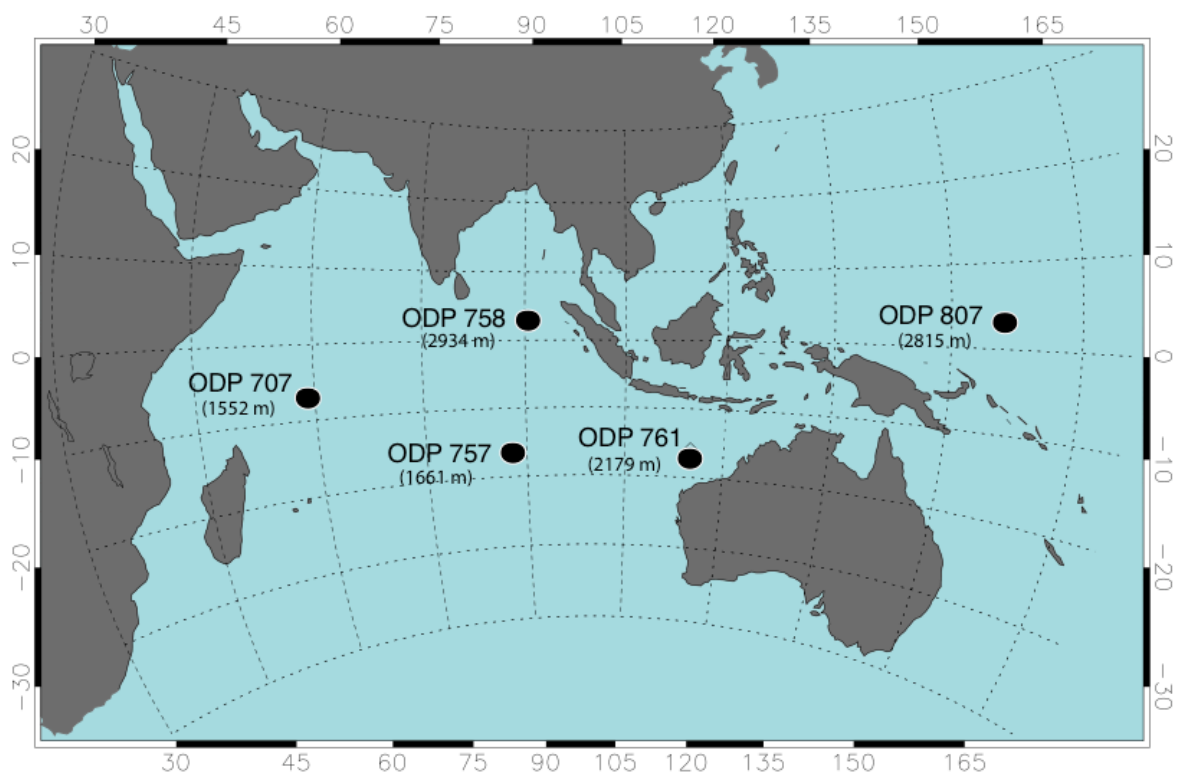 30 45 60 75 90 105 120 135 150 165
20 20
10 10
ODP 758
(2934 m)
ODP 807
(2815 m)
0 0
ODP 707
(1552 m)
ODP 757
(1661 m)
ODP 761
(2179 m)
-10 -10
-20 -20
-30 -30
30 45 60 75 90 105 120 135 150 165